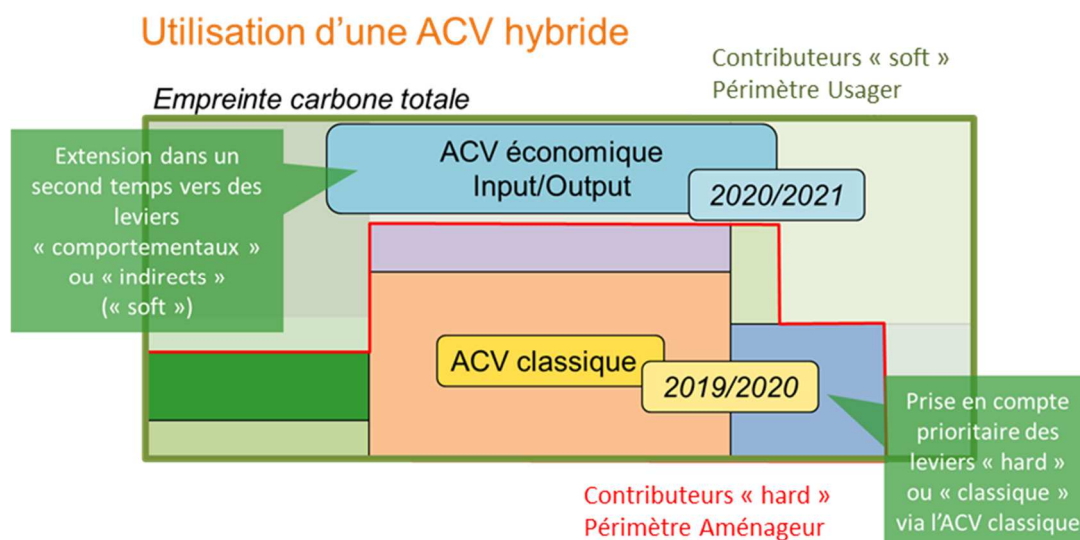 Utilisation d’une ACV hybride
Contributeurs « soft »
Périmètre Usager
Empreinte carbone totale
Extension dans un
second temps vers des
leviers
« comportementaux »
ou « indirects »
(« soft »)
ACV économique
Input/Output
2020/2021
ACV classique
2019/2020
Prise en compte
prioritaire des
leviers « hard »
ou « classique »
via l’ACV classique
Contributeurs « hard »
Périmètre Aménageur